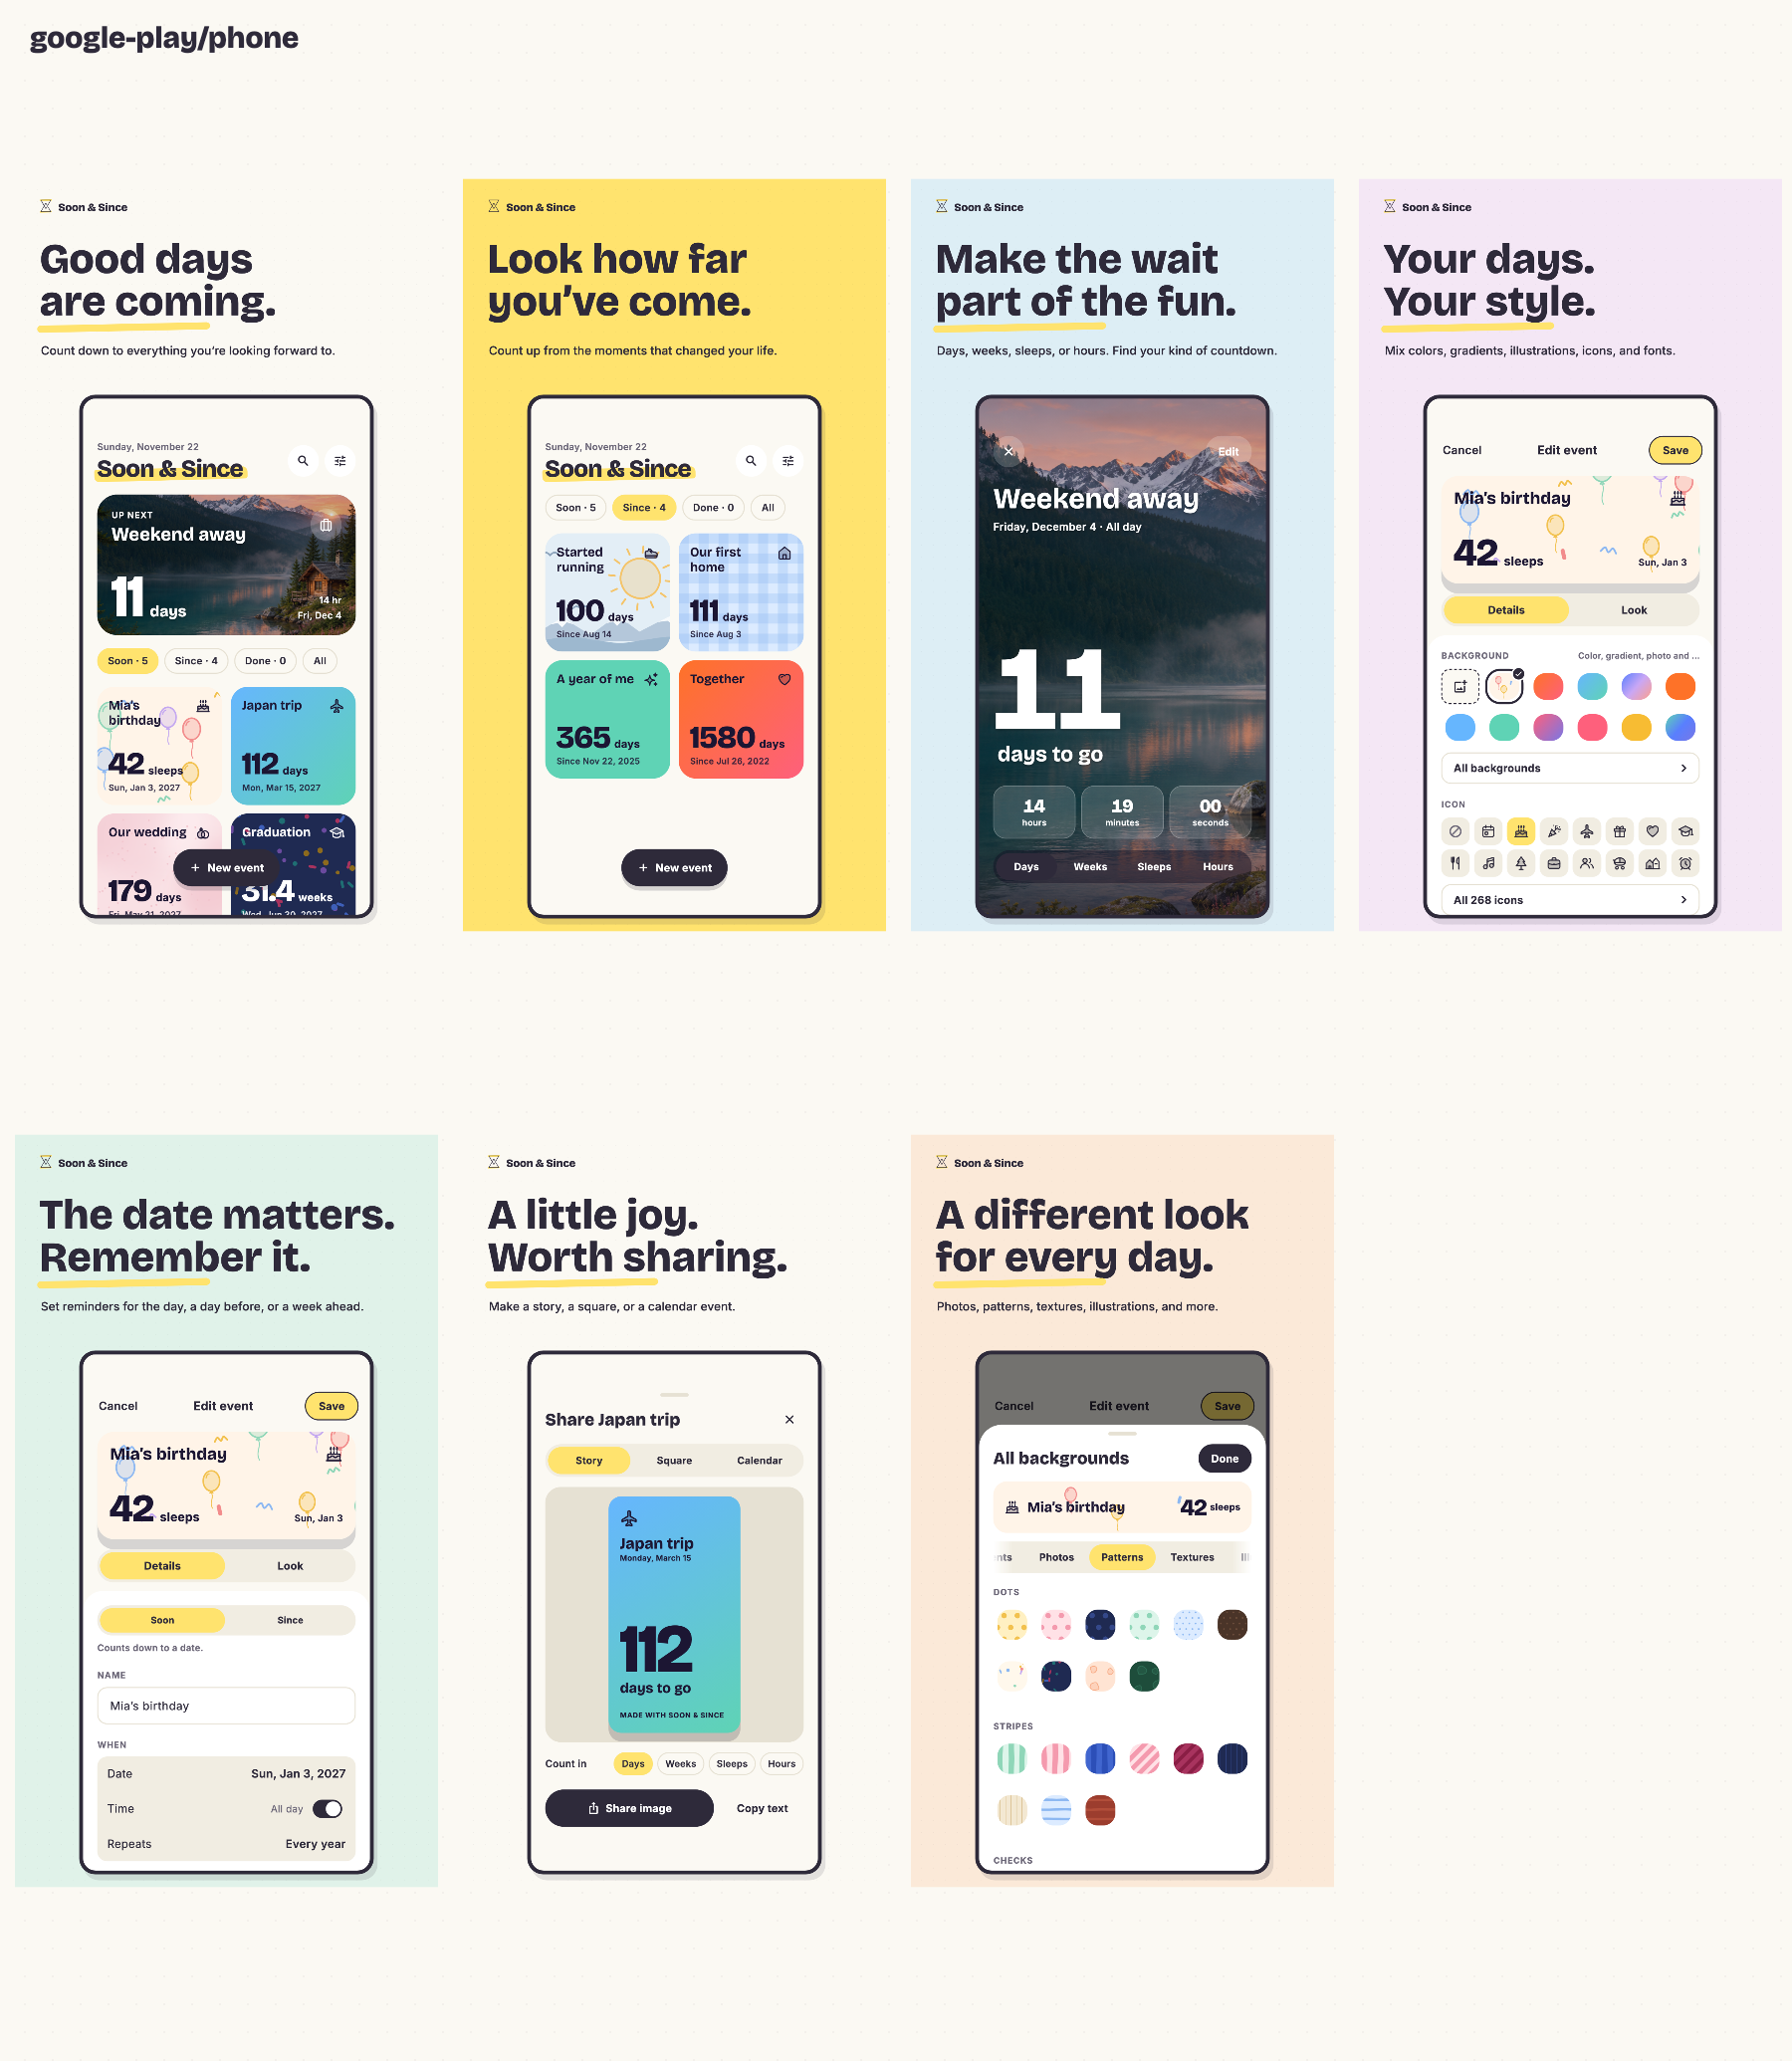 google-play/phone
Soon & Since
Good days
are coming.
Count down to everything you're looking forward to.
Sunday, November 22
Soon & Since
UP NEXT
Weekend away
11 days
14 hr
Fri, Dec 4
Soon · 5
Since · 4
Done · 0
All
Mia's
birthday
42 sleeps
Sun, Jan 3, 2027
Japan trip
112 days
Mon, Mar 15, 2027
Our wedding
179 days
Fri, May 21, 2027
Graduation
31.4 weeks
Wed, Jun 30, 2027
+ New event
Soon & Since
Look how far
you've come.
Count up from the moments that changed your life.
Sunday, November 22
Soon & Since
Soon · 5
Since · 4
Done · 0
All
Started
running
100 days
Since Aug 14
Our first
home
111 days
Since Aug 3
A year of me
365 days
Since Nov 22, 2025
Together
1580 days
Since Jul 26, 2022
+ New event
Soon & Since
Make the wait
part of the fun.
Days, weeks, sleeps, or hours. Find your kind of countdown.
Edit
Weekend away
Friday, December 4 · All day
11
days to go
14
hours
19
minutes
00
seconds
Days
Weeks
Sleeps
Hours
Soon & Since
Your days.
Your style.
Mix colors, gradients, illustrations, icons, and fonts.
Cancel
Edit event
Save
Mia's birthday
42 sleeps
Sun, Jan 3
Details
Look
BACKGROUND
Color, gradient, photo and ...
All backgrounds
ICON
All 268 icons
Soon & Since
The date matters.
Remember it.
Set reminders for the day, a day before, or a week ahead.
Cancel
Edit event
Save
Mia's birthday
42 sleeps
Sun, Jan 3
Details
Look
Soon
Since
Counts down to a date.
NAME
Mia's birthday
WHEN
Date
Sun, Jan 3, 2027
Time
All day
Repeats
Every year
Soon & Since
A little joy.
Worth sharing.
Make a story, a square, or a calendar event.
Share Japan trip
Story
Square
Calendar
Japan trip
Monday, March 15
112
days to go
MADE WITH SOON & SINCE
Count in
Days
Weeks
Sleeps
Hours
Share image
Copy text
Soon & Since
A different look
for every day.
Photos, patterns, textures, illustrations, and more.
Cancel
Edit event
Save
All backgrounds
Done
Mia's birthday
42 sleeps
Photos
Patterns
Textures
DOTS
STRIPES
CHECKS